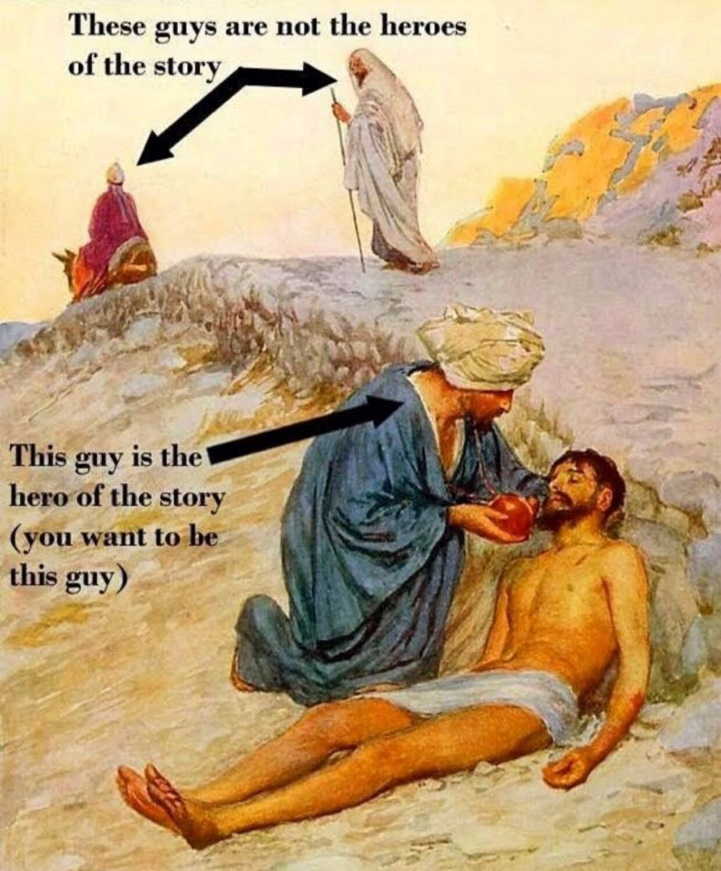 These guys are not the heroes
of the story
This guy is the
hero of the story
(you want to be
this guy)